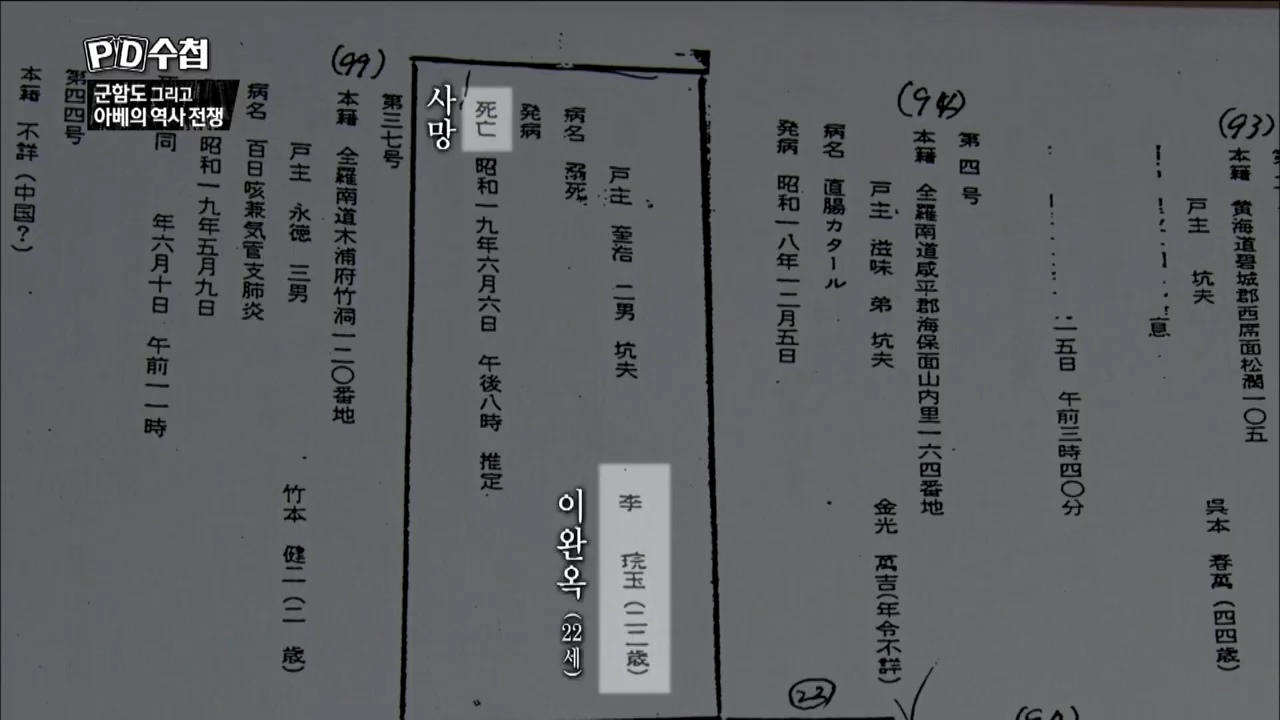 PD수첩
군함도 그리고
아베의 역사 전쟁
(93)
本籍 黄海道碧城郡西席面松潤一〇五
戸主 坑夫
呉本 春萬(四四歳)
二五日 午前三時四〇分
(94)
第四号
本籍 全羅南道咸平郡海保面山内里一六四番地
戸主 滋味 弟 坑夫
金光 萬吉(年令不詳)
病名 直腸カタール
発病 昭和一八年一二月五日
23
戸主 奎治 二男 坑夫
李 琓玉(二二歳)
이완옥(22세)
病名 溺死
発病
死亡 昭和一九年六月六日 午後八時 推定
사망
(99)
第三七号
本籍 全羅南道木浦府竹洞一二〇番地
戸主 永徳 三男
竹本 健二(二歳)
病名 百日咳兼気管支肺炎
昭和一九年五月九日
同 年六月十日 午前一一時
第四四号
本籍 不詳(中国?)